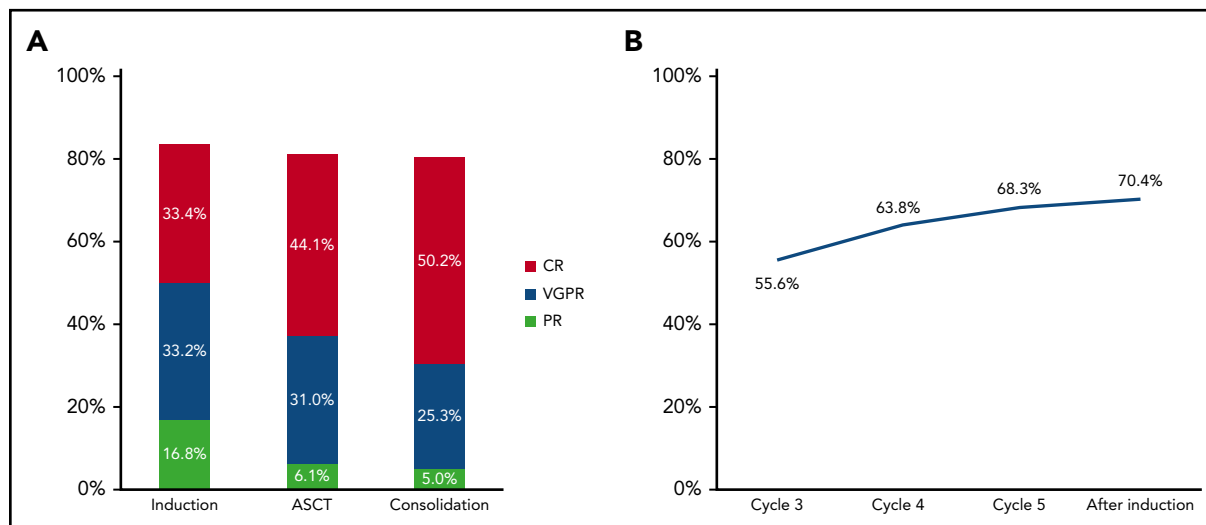 A
100%
80%
60%
40%
20%
0%
33.4%
33.2%
16.8%
44.1%
31.0%
6.1%
50.2%
25.3%
5.0%
Induction
ASCT
Consolidation
CR
VGPR
PR
B
100%
80%
60%
40%
20%
0%
55.6%
63.8%
68.3%
70.4%
Cycle 3
Cycle 4
Cycle 5
After induction